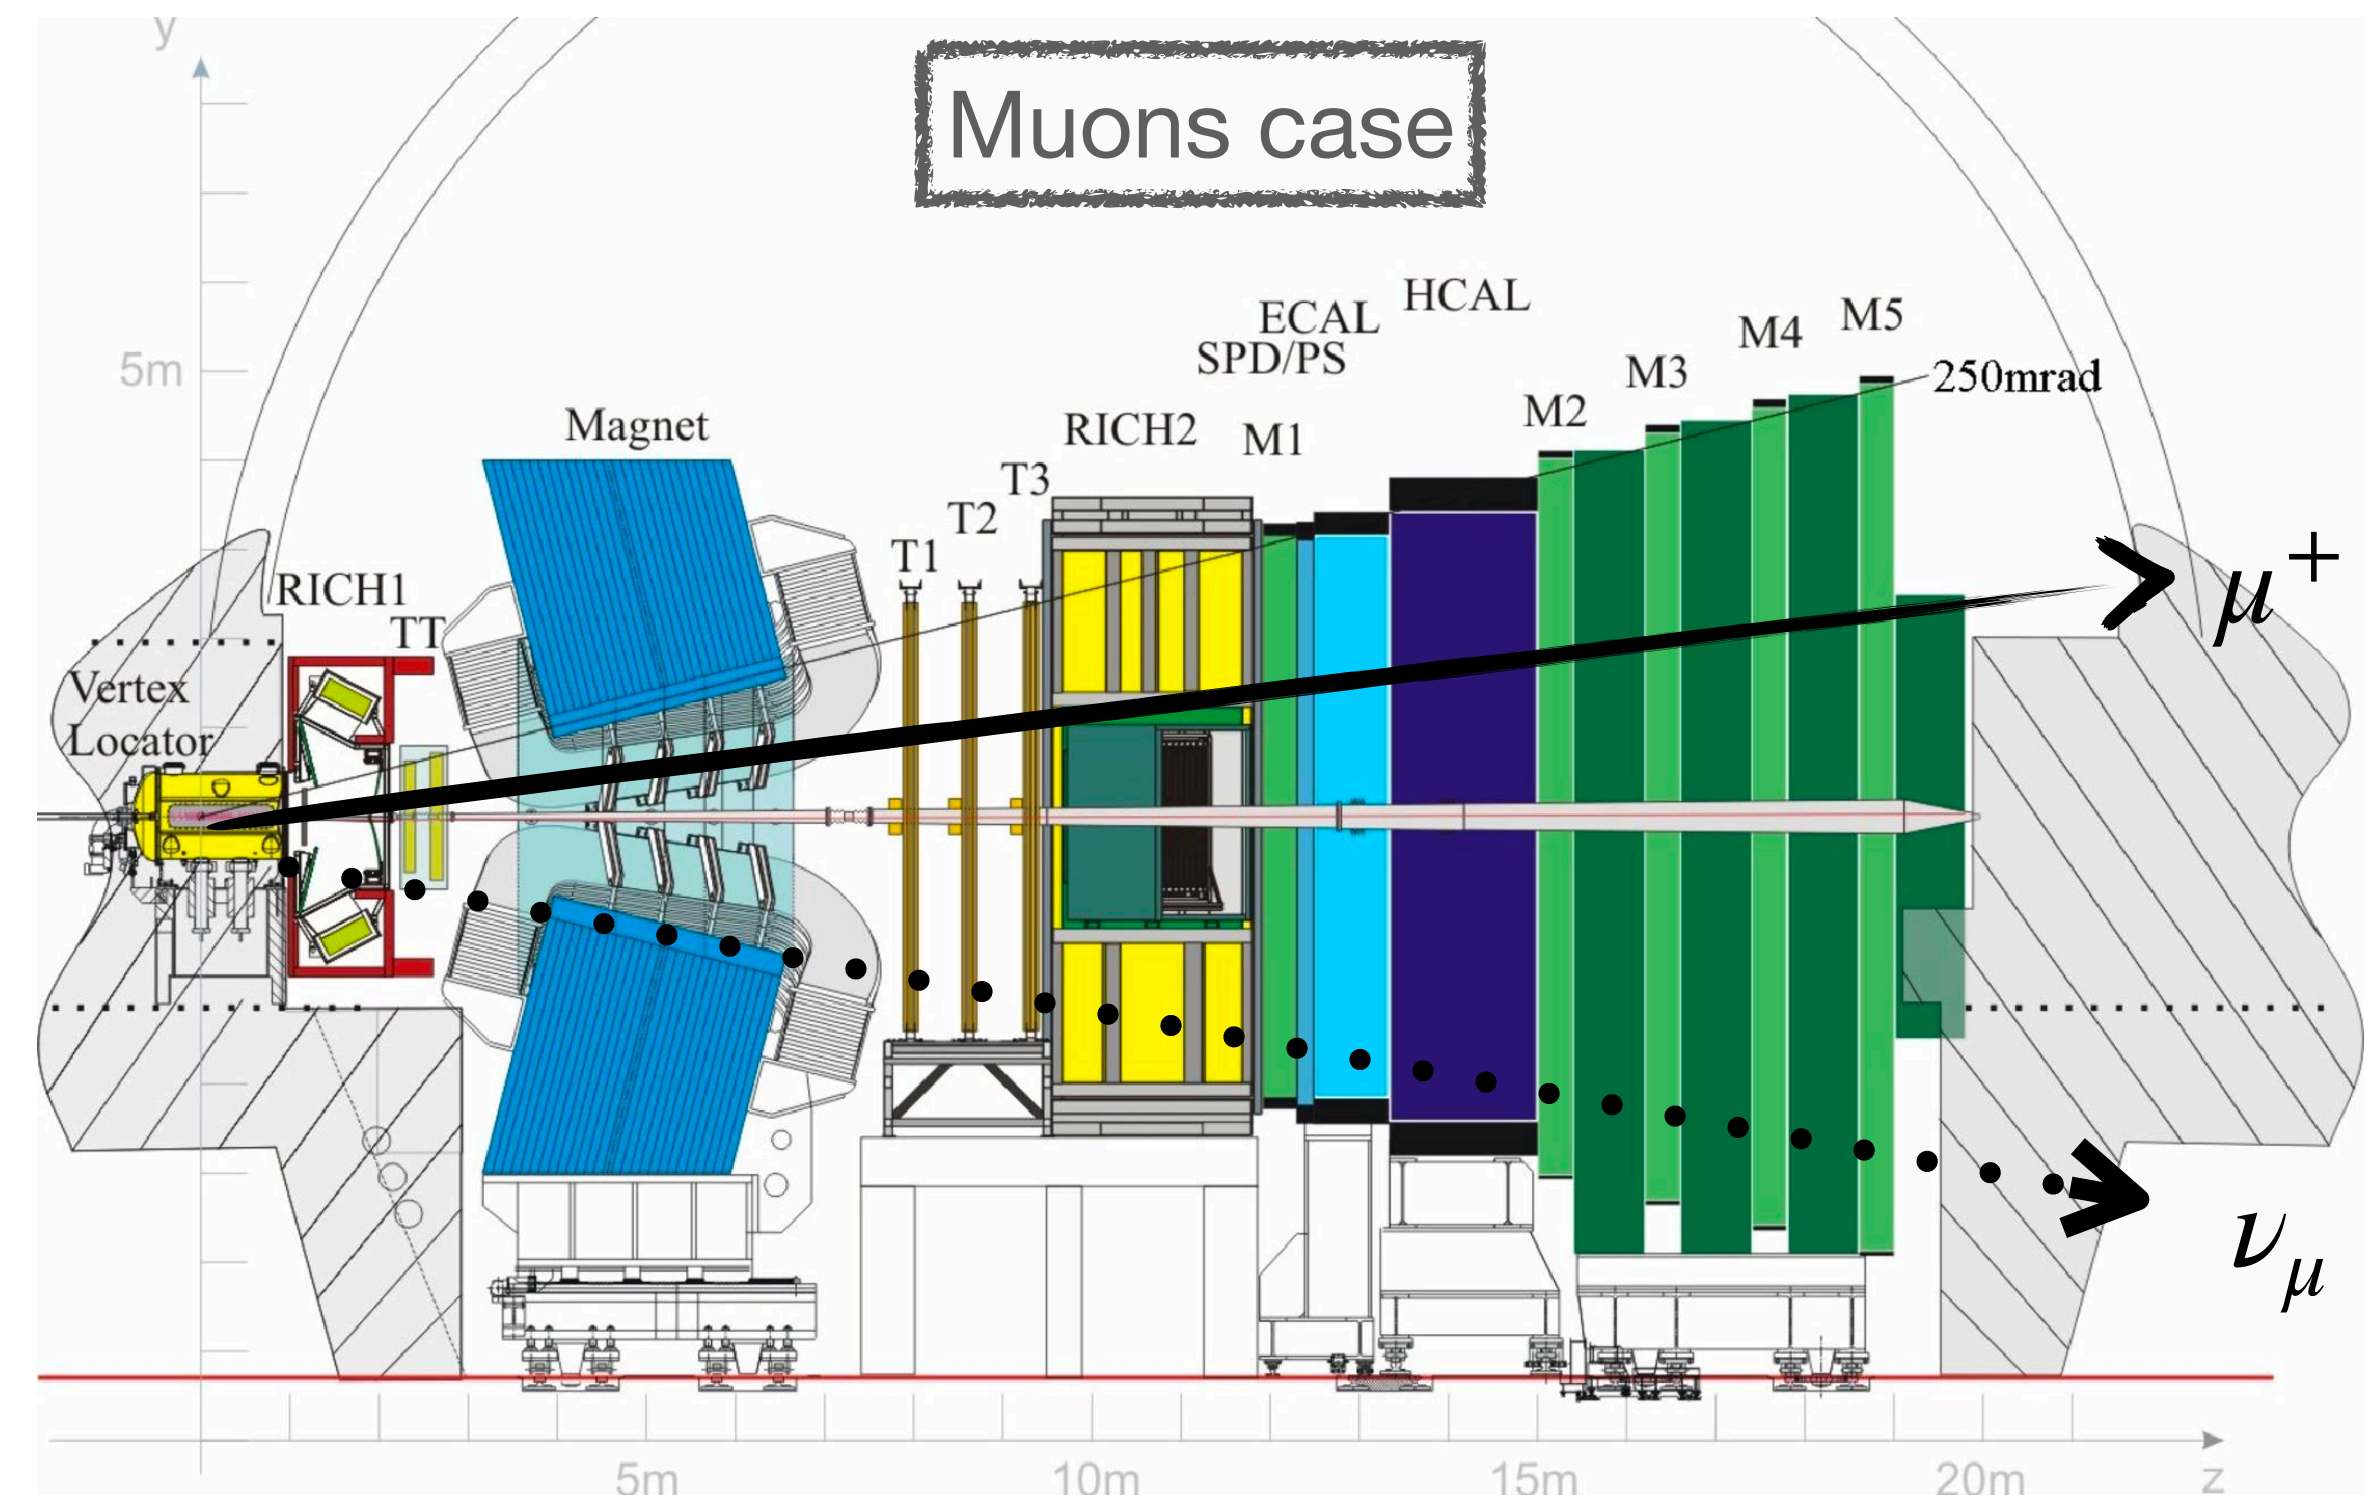 y
Muons case
HCAL
ECAL
SPD/PS
M5
M4
M3
M2
250mrad
5m
Magnet
RICH2
M1
T3
T2
T1
RICH1
TT
μ+
Vertex
Locator
νμ
5m
10m
15m
20m
z